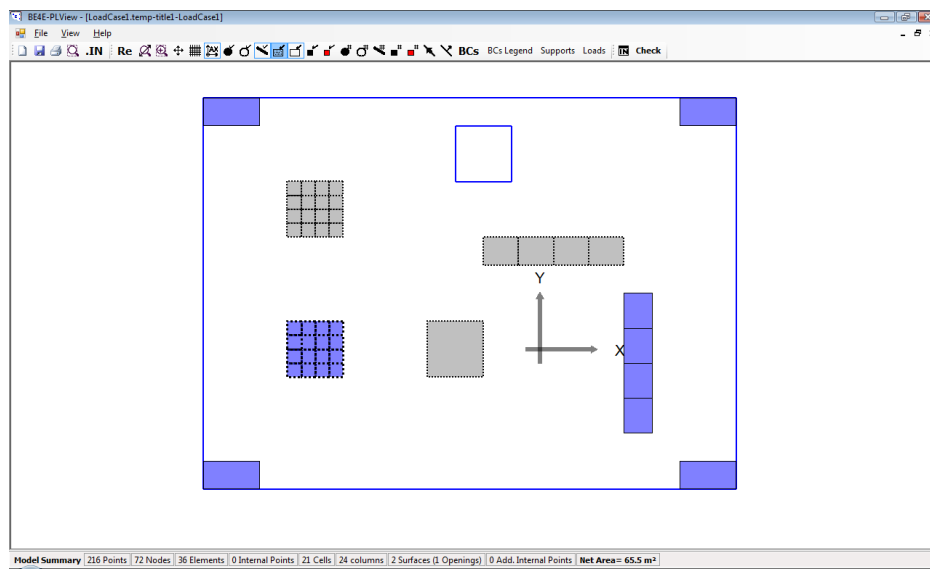 BE4E-PLView - [LoadCase1.temp-title1-LoadCase1]
File View Help
.IN Re AX BCs BCs Legend Supports Loads IN Check
Y
X
Model Summary 216 Points 72 Nodes 36 Elements 0 Internal Points 21 Cells 24 columns 2 Surfaces (1 Openings) 0 Add. Internal Points Net Area= 65.5 m²